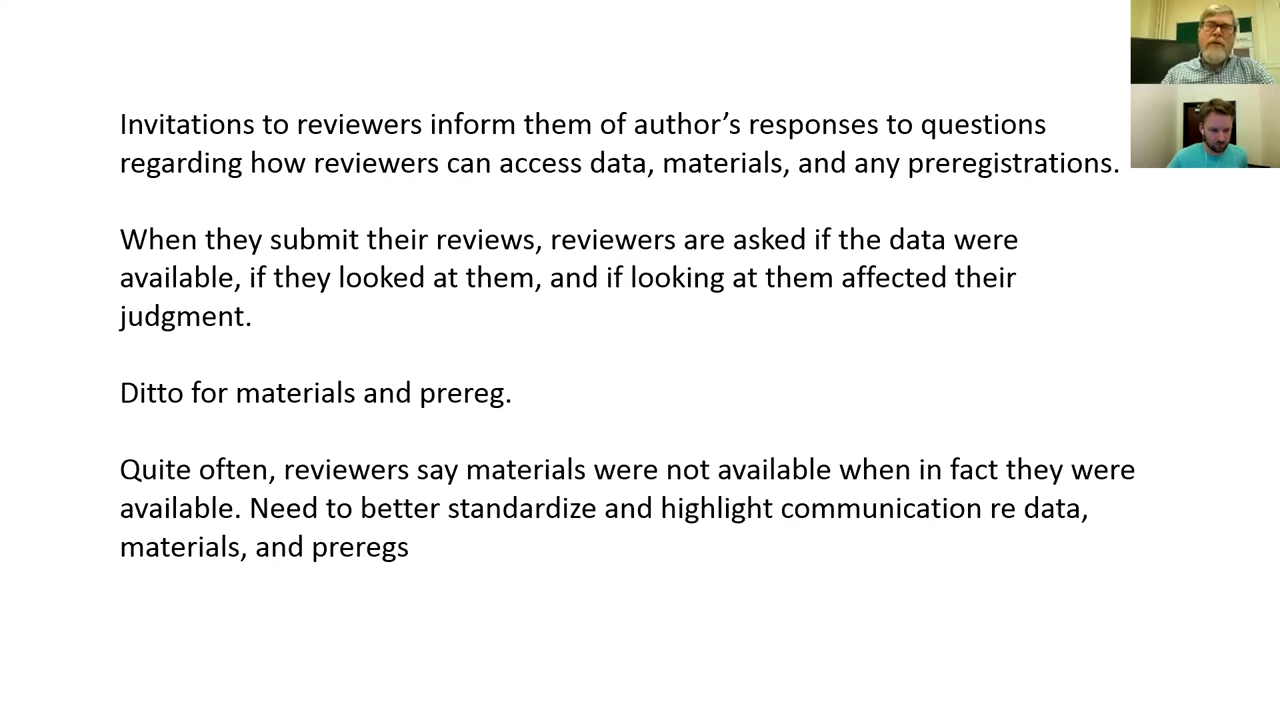 Invitations to reviewers inform them of author’s responses to questions
regarding how reviewers can access data, materials, and any preregistrations.
When they submit their reviews, reviewers are asked if the data were
available, if they looked at them, and if looking at them affected their
judgment.
Ditto for materials and prereg.
Quite often, reviewers say materials were not available when in fact they were
available. Need to better standardize and highlight communication re data,
materials, and preregs